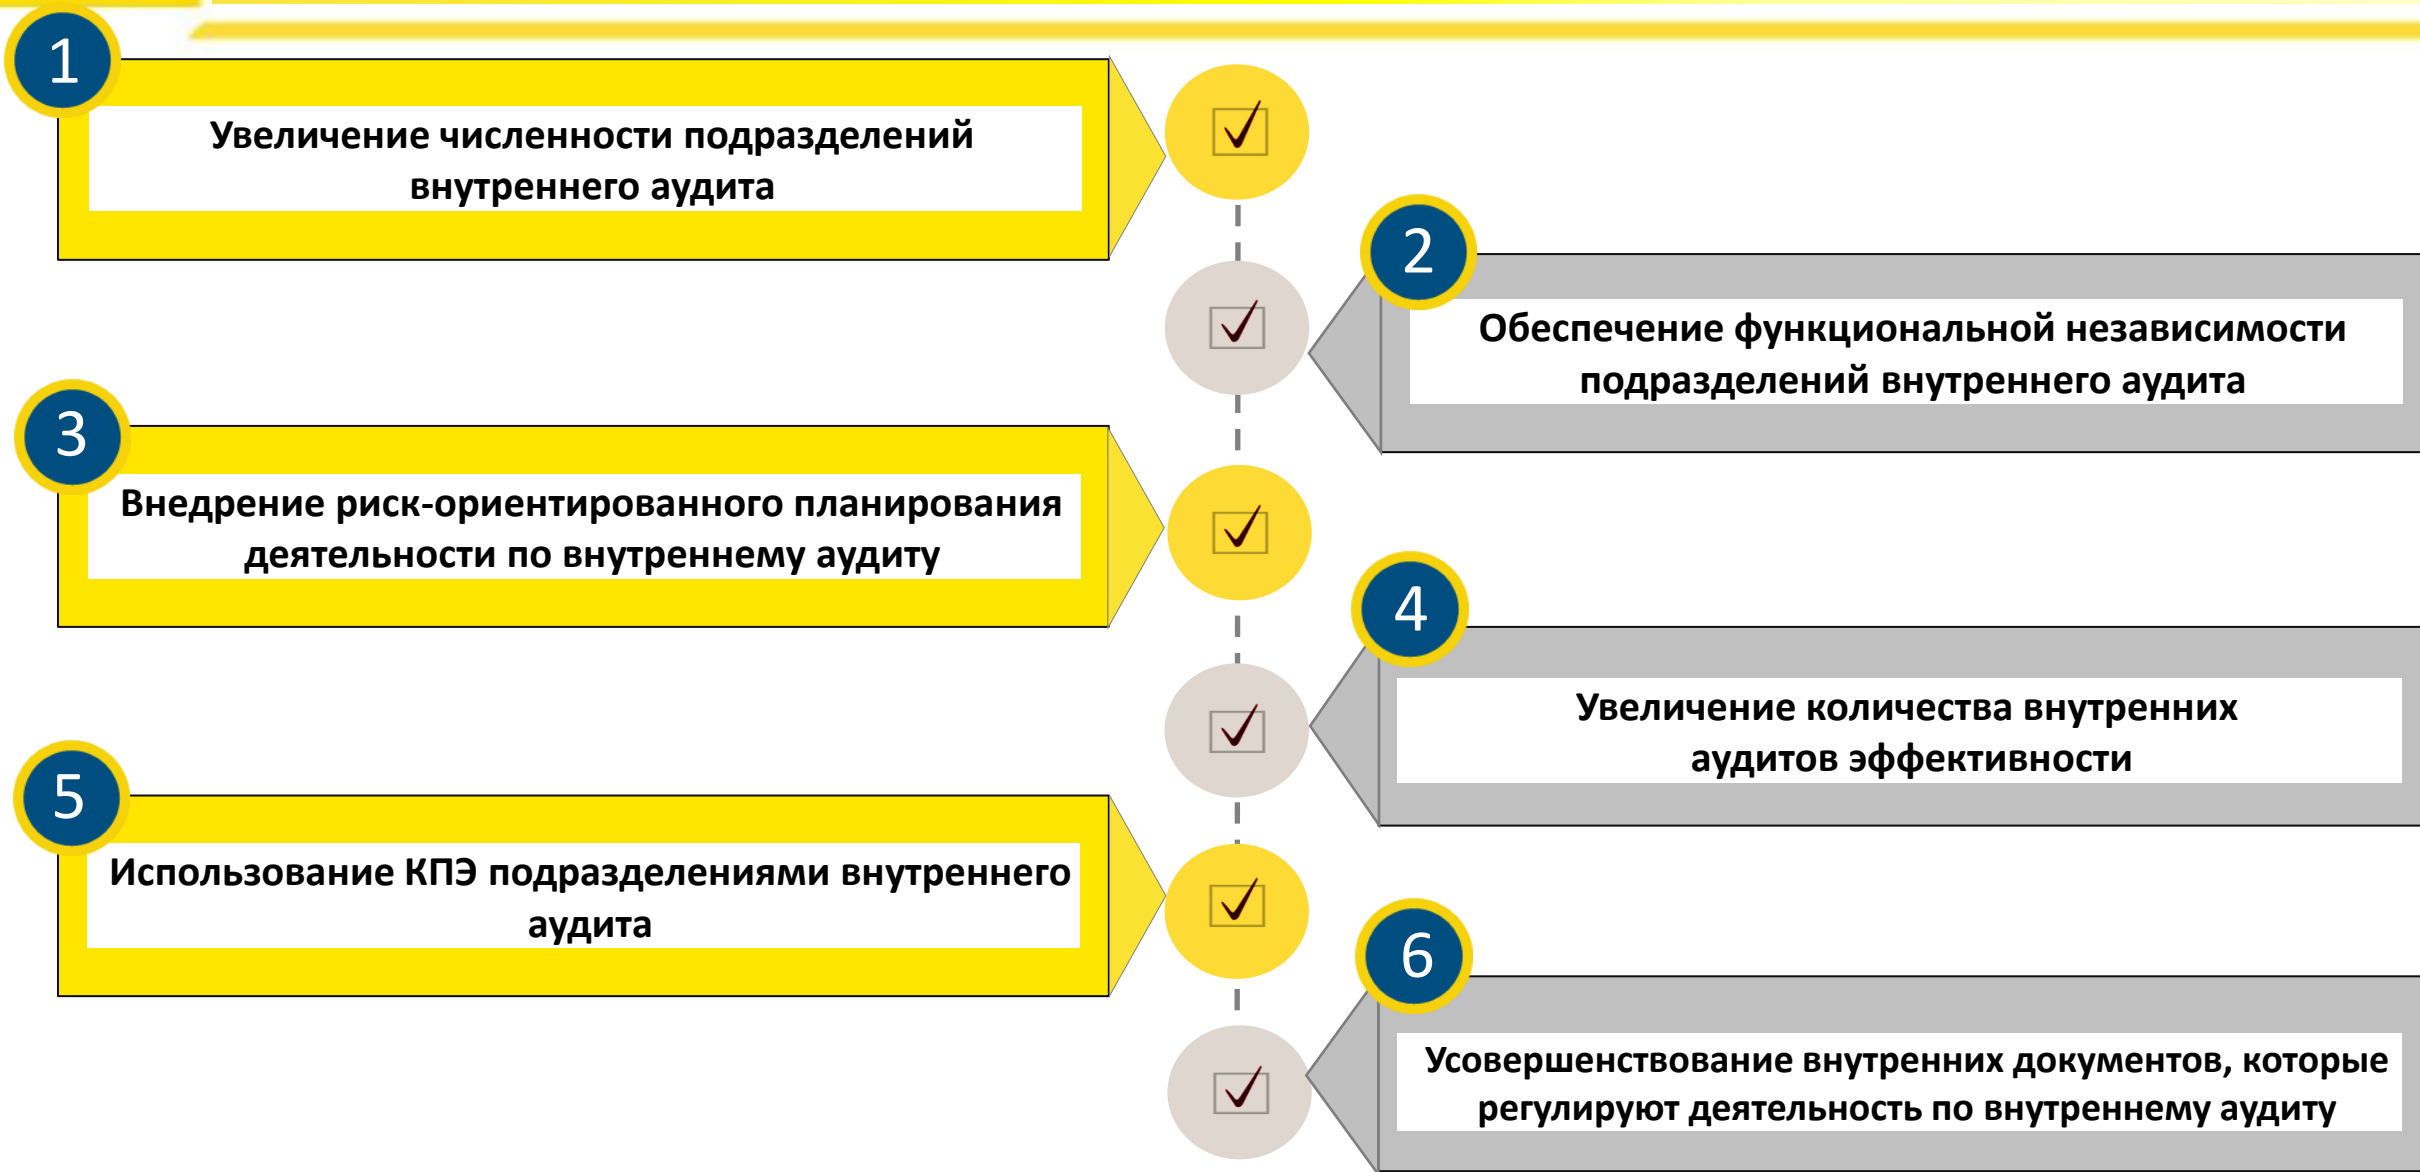 1
Увеличение численности подразделений
внутреннего аудита
2
Обеспечение функциональной независимости
подразделений внутреннего аудита
3
Внедрение риск-ориентированного планирования
деятельности по внутреннему аудиту
4
Увеличение количества внутренних
аудитов эффективности
5
Использование КПЭ подразделениями внутреннего
аудита
6
Усовершенствование внутренних документов, которые
регулируют деятельность по внутреннему аудиту